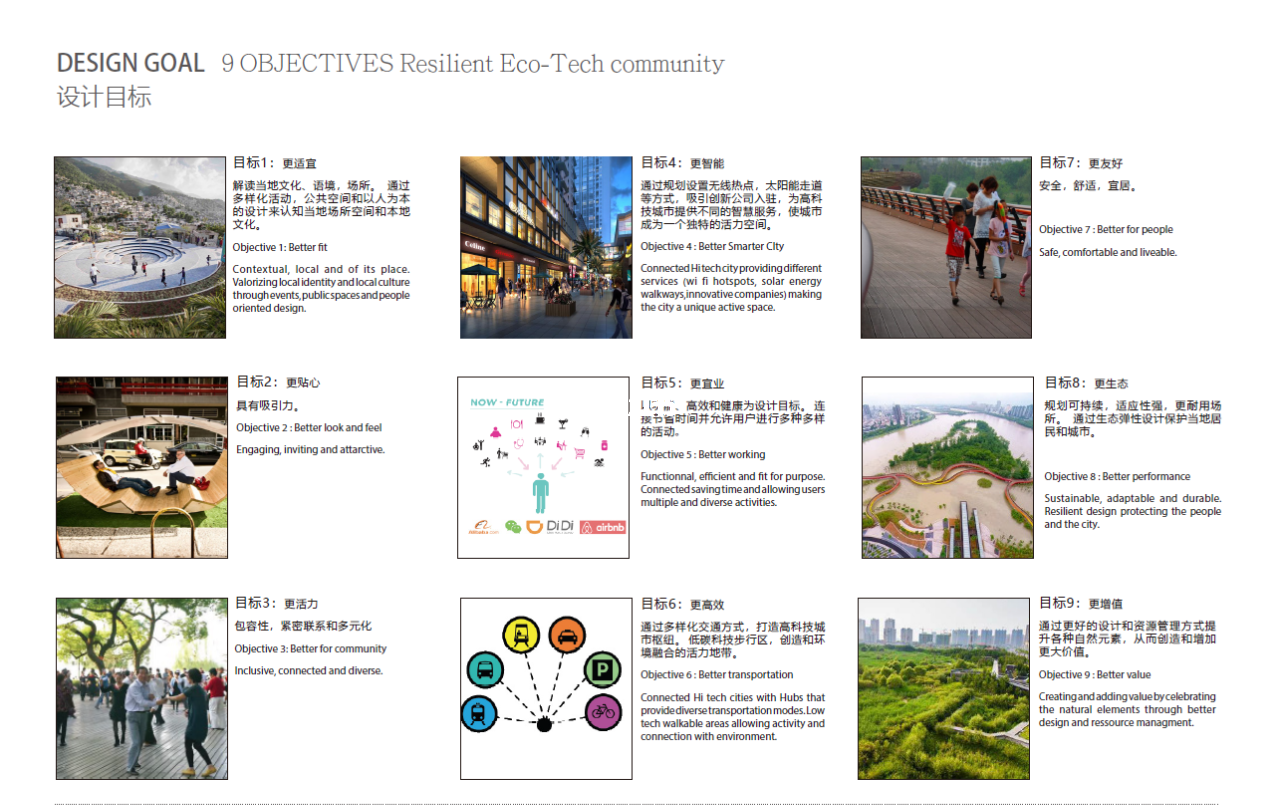 DESIGN GOAL 9 OBJECTIVES Resilient Eco-Tech community
设计目标
目标1： 更适宜
解读当地文化、语境，场所。 通过
多样化活动，公共空间和以人为本
的设计来认知当地场所空间和本地
文化。
Objective 1: Better fit
Contextual, local and of its place.
Valorizing local identity and local culture
through events, public spaces and people
oriented design.
目标2： 更贴心
具有吸引力。
Objective 2 : Better look and feel
Engaging, inviting and attarctive.
目标3： 更活力
包容性，紧密联系和多元化
Objective 3: Better for community
Inclusive, connected and diverse.
Celine
目标4： 更智能
通过规划设置无线热点，太阳能走道
等方式，吸引创新公司入驻，为高科
技城市提供不同的智慧服务，使城市
成为一个独特的活力空间。
Objective 4 : Better Smarter CIty
Connected Hi tech city providing different
services (wi fi hotspots, solar energy
walkways,innovative companies) making
the city a unique active space.
NOW - FUTURE
Alibaba.com
DiDi
airbnb
目标5： 更宜业
、高效和健康为设计目标。 连
接节省时间并允许用户进行多种多样
的活动。
Objective 5 : Better working
Functionnal, efficient and fit for purpose.
Connected saving time and allowing users
multiple and diverse activities.
P
目标6： 更高效
通过多样化交通方式，打造高科技城
市枢纽。 低碳科技步行区，创造和环
境融合的活力地带。
Objective 6 : Better transportation
Connected Hi tech cities with Hubs that
provide diverse transportation modes. Low
tech walkable areas allowing activity and
connection with environment.
目标7： 更友好
安全，舒适，宜居。
Objective 7 : Better for people
Safe, comfortable and liveable.
目标8： 更生态
规划可持续，适应性强，更耐用场
所。 通过生态弹性设计保护当地居
民和城市。
Objective 8 : Better performance
Sustainable, adaptable and durable.
Resilient design protecting the people
and the city.
目标9： 更增值
通过更好的设计和资源管理方式提
升各种自然元素，从而创造和增加
更大价值。
Objective 9 : Better value
Creating and adding value by celebrating
the natural elements through better
design and ressource managment.